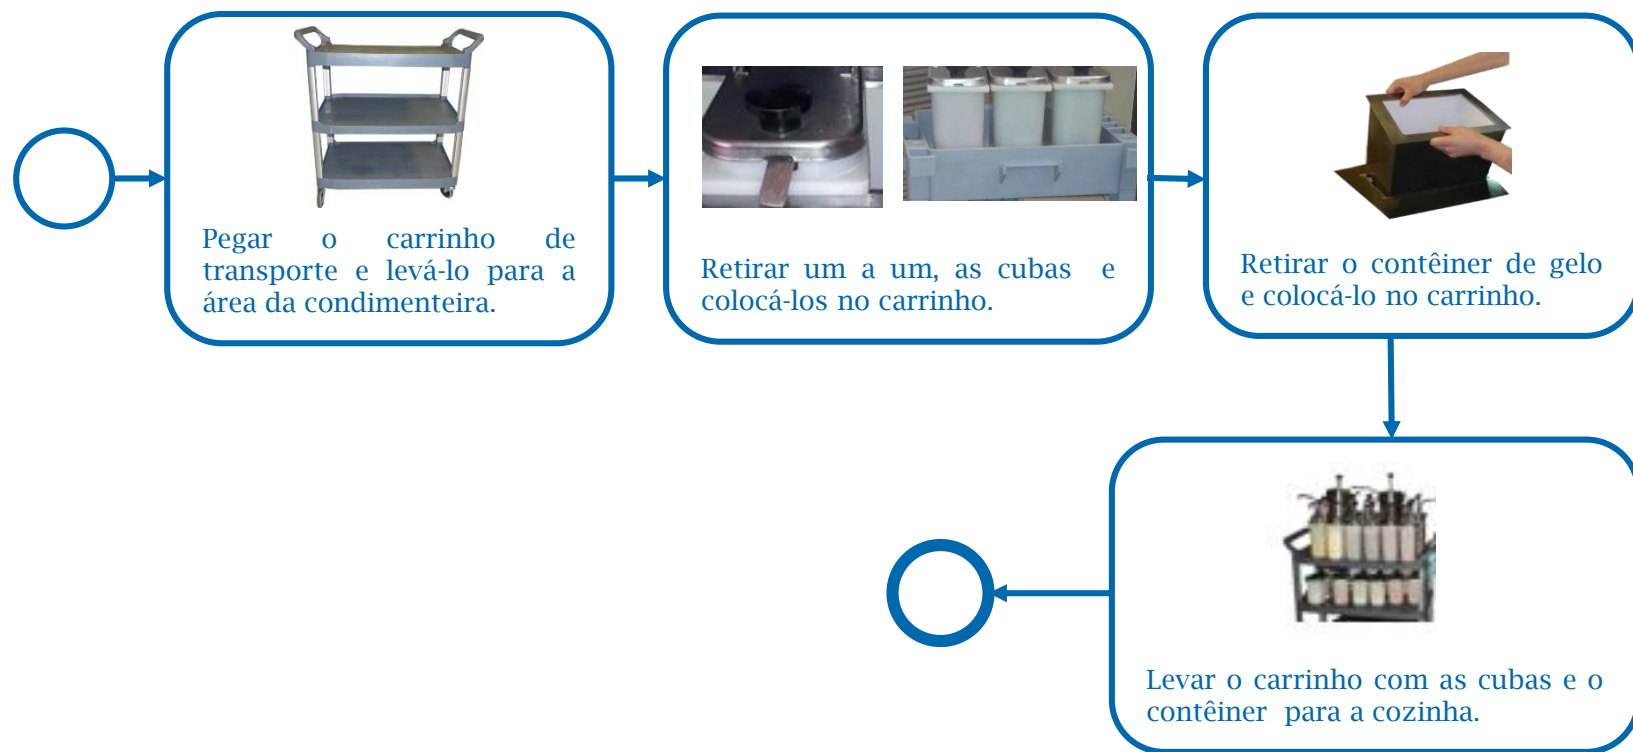 Pegar o carrinho de
transporte e levá-lo para a
área da condimenteira.
Retirar um a um, as cubas e
colocá-los no carrinho.
Retirar o contêiner de gelo
e colocá-lo no carrinho.
Levar o carrinho com as cubas e o
contêiner para a cozinha.